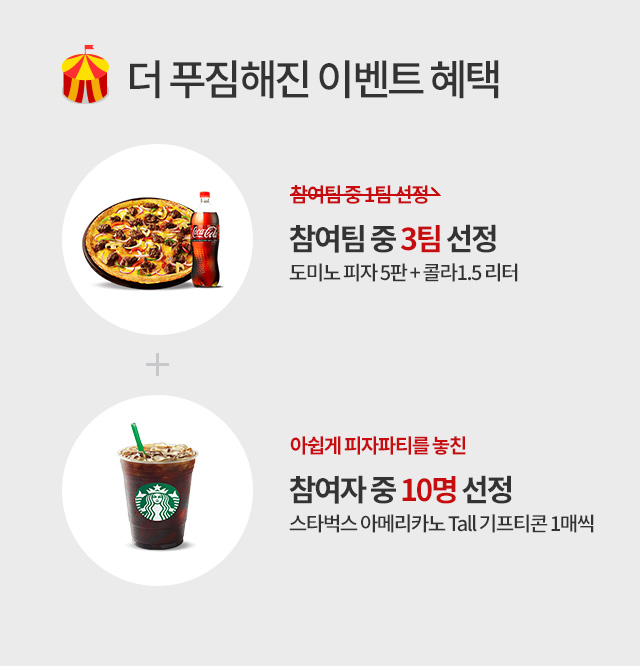 더 푸짐해진 이벤트 혜택
참여팀 중 1팀 선정
참여팀 중 3팀 선정
도미노 피자 5판 + 콜라1.5 리터
Coca-Cola
+
아쉽게 피자파티를 놓친
참여자 중 10명 선정
스타벅스 아메리카노 Tall 기프티콘 1매씩